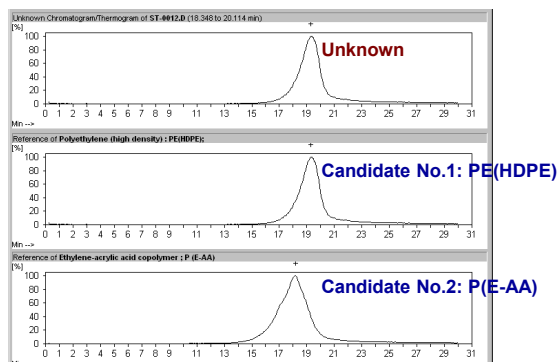 Unknown Chromatogram/Thermogram of ST-0012.D (18.348 to 20.114 min)
[%]
100
80
60
40
20
0
Unknown
0 1 2 3 4 5 6 7 8 9 10 11 13 15 17 19 21 23 25 27 29 31
Min -->
Reference of Polyethylene (high density) ; PE(HDPE);
[%]
100
80
60
40
20
0
Candidate No.1: PE(HDPE)
0 1 2 3 4 5 6 7 8 9 10 11 13 15 17 19 21 23 25 27 29 31
Min -->
Reference of Ethylene-acrylic acid copolymer ; P (E-AA)
[%]
100
80
60
40
20
0
Candidate No.2: P(E-AA)
0 1 2 3 4 5 6 7 8 9 10 11 13 15 17 19 21 23 25 27 29 31
Min -->